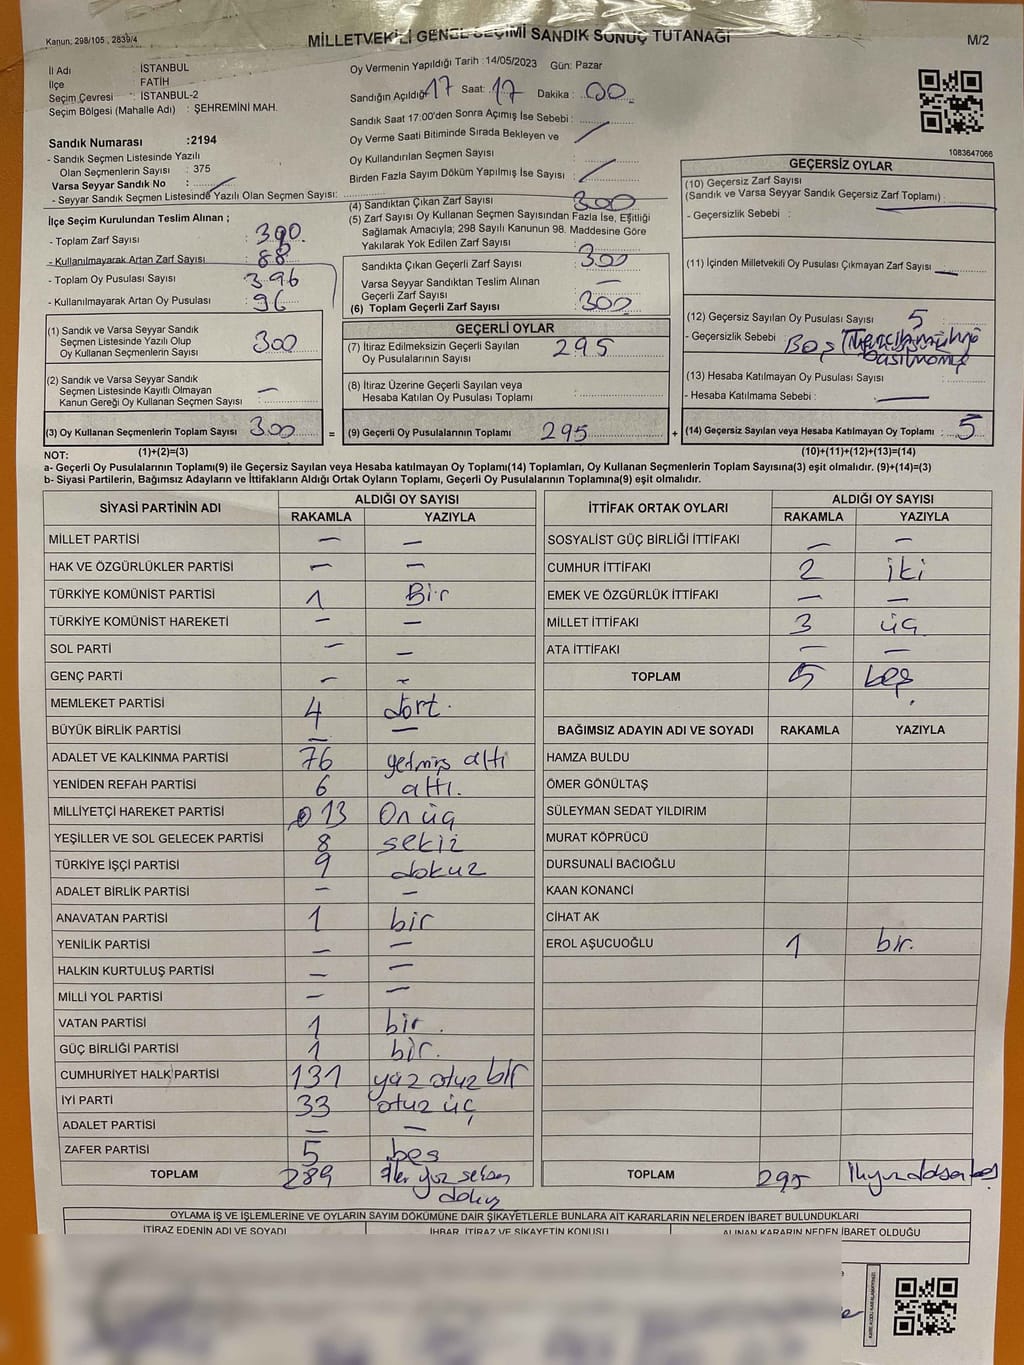 Kanun: 298/105 , 2839/4
MİLLETVEKİLİ GENEL SEÇİMİ SANDIK SONUÇ TUTANAĞI
M/2
İl Adı : İSTANBUL
İlçe : FATİH
Seçim Çevresi : İSTANBUL-2
Seçim Bölgesi (Mahalle Adı) : ŞEHREMİNİ MAH.
Oy Vermenin Yapıldığı Tarih : 14/05/2023 Gün: Pazar
Sandığın Açıldığı 17 Saat: 17 Dakika : 00
Sandık Saat 17:00'den Sonra Açımış İse Sebebi :
Oy Verme Saati Bitiminde Sırada Bekleyen ve
Oy Kullandırılan Seçmen Sayısı
Birden Fazla Sayım Döküm Yapılmış İse Sayısı :
1083647066
Sandık Numarası :2194
- Sandık Seçmen Listesinde Yazılı
Olan Seçmenlerin Sayısı : 375
Varsa Seyyar Sandık No :
- Seyyar Sandık Seçmen Listesinde Yazılı Olan Seçmen Sayısı:
İlçe Seçim Kurulundan Teslim Alınan ;
- Toplam Zarf Sayısı : 390
- Kullanılmayarak Artan Zarf Sayısı : 88
- Toplam Oy Pusulası Sayısı : 396
- Kullanılmayarak Artan Oy Pusulası : 96
(4) Sandıktan Çıkan Zarf Sayısı : 300
(5) Zarf Sayısı Oy Kullanan Seçmen Sayısından Fazla İse, Eşitliği
Sağlamak Amacıyla; 298 Sayılı Kanunun 98. Maddesine Göre
Yakılarak Yok Edilen Zarf Sayısı :
Sandıkta Çıkan Geçerli Zarf Sayısı : 300
Varsa Seyyar Sandıktan Teslim Alınan
Geçerli Zarf Sayısı : —
(6) Toplam Geçerli Zarf Sayısı : 300
GEÇERSİZ OYLAR
(10) Geçersiz Zarf Sayısı
(Sandık ve Varsa Seyyar Sandık Geçersiz Zarf Toplamı) :
- Geçersizlik Sebebi :
(11) İçinden Milletvekili Oy Pusulası Çıkmayan Zarf Sayısı : —
(12) Geçersiz Sayılan Oy Pusulası Sayısı : 5
- Geçersizlik Sebebi : Boş
(13) Hesaba Katılmayan Oy Pusulası Sayısı :
- Hesaba Katılmama Sebebi : —
(14) Geçersiz Sayılan veya Hesaba Katılmayan Oy Toplamı : 5
(10)+(11)+(12)+(13)=(14)
(1) Sandık ve Varsa Seyyar Sandık
Seçmen Listesinde Yazılı Olup
Oy Kullanan Seçmenlerin Sayısı : 300
(2) Sandık ve Varsa Seyyar Sandık
Seçmen Listesinde Kayıtlı Olmayan
Kanun Gereği Oy Kullanan Seçmen Sayısı : —
(3) Oy Kullanan Seçmenlerin Toplam Sayısı : 300 =
(1)+(2)=(3)
GEÇERLİ OYLAR
(7) İtiraz Edilmeksizin Geçerli Sayılan
Oy Pusulalarının Sayısı : 295
(8) İtiraz Üzerine Geçerli Sayılan veya
Hesaba Katılan Oy Pusulası Toplamı :
(9) Geçerli Oy Pusulalarının Toplamı : 295 +
NOT:
a- Geçerli Oy Pusulalarının Toplamı(9) ile Geçersiz Sayılan veya Hesaba katılmayan Oy Toplamı(14) Toplamları, Oy Kullanan Seçmenlerin Toplam Sayısına(3) eşit olmalıdır. (9)+(14)=(3)
b- Siyasi Partilerin, Bağımsız Adayların ve İttifakların Aldığı Ortak Oyların Toplamı, Geçerli Oy Pusulalarının Toplamına(9) eşit olmalıdır.
SİYASİ PARTİNİN ADI
ALDIĞI OY SAYISI
RAKAMLA YAZIYLA
MİLLET PARTİSİ — —
HAK VE ÖZGÜRLÜKLER PARTİSİ — —
TÜRKİYE KOMÜNİST PARTİSİ 1 Bir
TÜRKİYE KOMÜNİST HAREKETİ — —
SOL PARTİ — —
GENÇ PARTİ — —
MEMLEKET PARTİSİ 4 dört.
BÜYÜK BİRLİK PARTİSİ — —
ADALET VE KALKINMA PARTİSİ 76 yetmiş altı
YENİDEN REFAH PARTİSİ 6 altı.
MİLLİYETÇİ HAREKET PARTİSİ 13 On üç
YEŞİLLER VE SOL GELECEK PARTİSİ 8 sekiz
TÜRKİYE İŞÇİ PARTİSİ 9 dokuz
ADALET BİRLİK PARTİSİ — —
ANAVATAN PARTİSİ 1 bir
YENİLİK PARTİSİ — —
HALKIN KURTULUŞ PARTİSİ — —
MİLLİ YOL PARTİSİ — —
VATAN PARTİSİ 1 bir.
GÜÇ BİRLİĞİ PARTİSİ 1 bir.
CUMHURİYET HALK PARTİSİ 131 yüz otuz bir
İYİ PARTİ 33 otuz üç
ADALET PARTİSİ — —
ZAFER PARTİSİ 5 beş
TOPLAM 289 yüz seksen
dokuz
İTTİFAK ORTAK OYLARI
ALDIĞI OY SAYISI
RAKAMLA YAZIYLA
SOSYALİST GÜÇ BİRLİĞİ İTTİFAKI — —
CUMHUR İTTİFAKI 2 iki
EMEK VE ÖZGÜRLÜK İTTİFAKI — —
MİLLET İTTİFAKI 3 üç
ATA İTTİFAKI — —
TOPLAM 5 beş
BAĞIMSIZ ADAYIN ADI VE SOYADI RAKAMLA YAZIYLA
HAMZA BULDU
ÖMER GÖNÜLTAŞ
SÜLEYMAN SEDAT YILDIRIM
MURAT KÖPRÜCÜ
DURSUNALİ BACIOĞLU
KAAN KONANCİ
CİHAT AK
EROL AŞUCUOĞLU 1 bir.
TOPLAM 295
OYLAMA İŞ VE İŞLEMLERİNE VE OYLARIN SAYIM DÖKÜMÜNE DAİR ŞİKAYETLERLE BUNLARA AİT KARARLARIN NELERDEN İBARET BULUNDUKLARI
İTİRAZ EDENİN ADI VE SOYADI
İHBAR, İTİRAZ VE ŞİKAYETİN KONUSU
ALINAN KARARIN NEDEN İBARET OLDUĞU